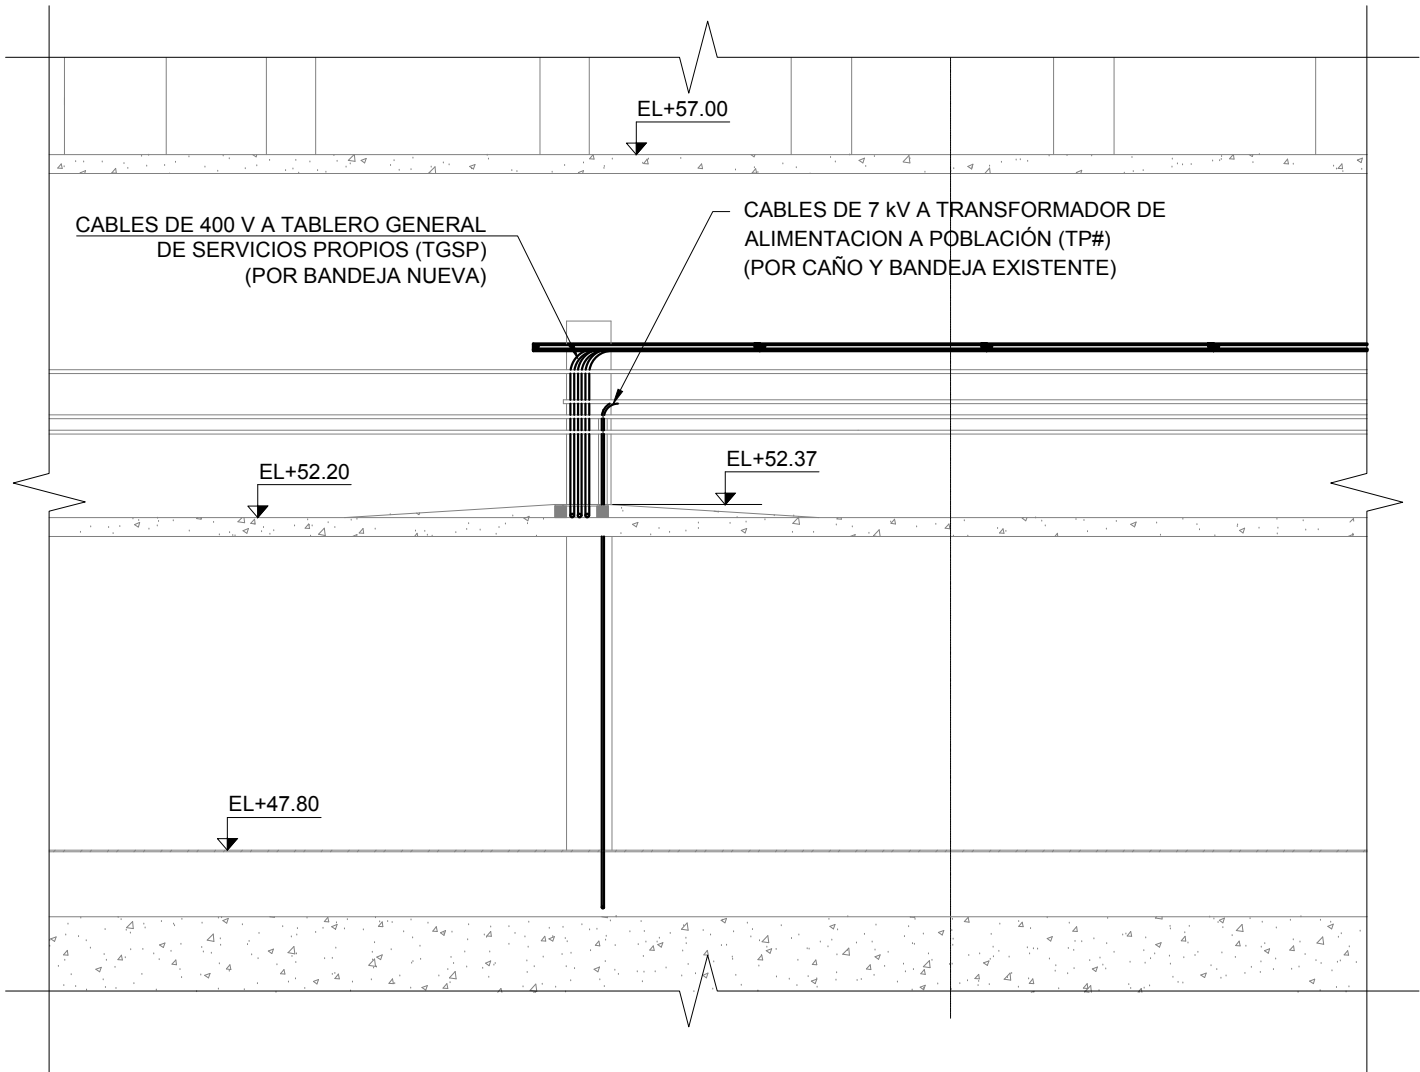 EL+57.00
CABLES DE 400 V A TABLERO GENERAL
DE SERVICIOS PROPIOS (TGSP)
(POR BANDEJA NUEVA)
CABLES DE 7 kV A TRANSFORMADOR DE
ALIMENTACION A POBLACIÓN (TP#)
(POR CAÑO Y BANDEJA EXISTENTE)
EL+52.20
EL+52.37
EL+47.80